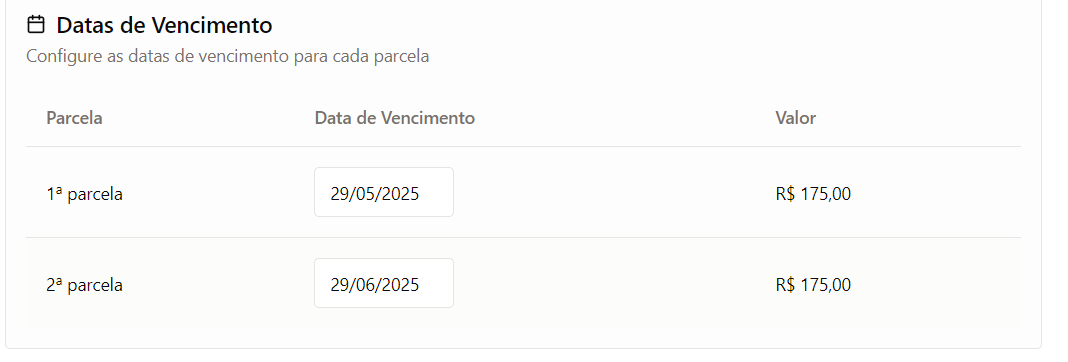 Datas de Vencimento
Configure as datas de vencimento para cada parcela
Parcela Data de Vencimento Valor
1ª parcela 29/05/2025 R$ 175,00
2ª parcela 29/06/2025 R$ 175,00